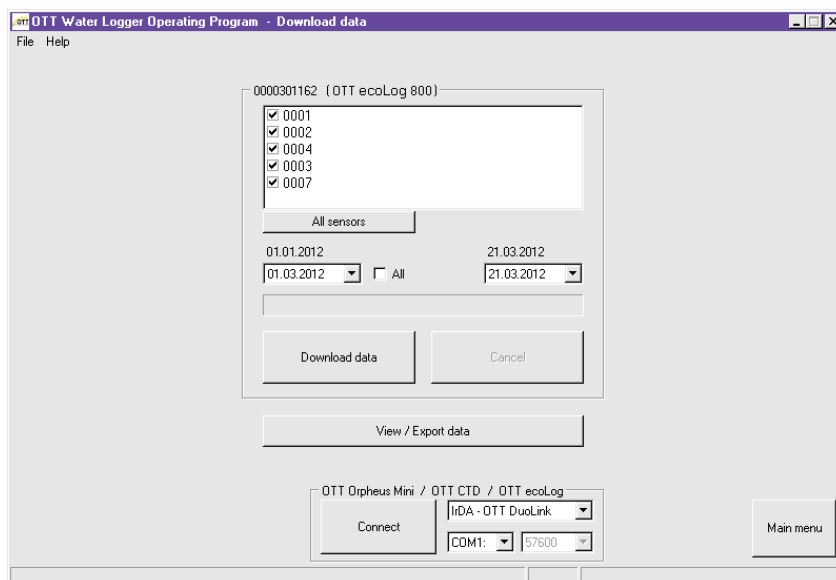 OTT Water Logger Operating Program - Download data
File Help
0000301162 (OTT ecoLog 800)
0001
0002
0004
0003
0007
All sensors
01.01.2012 21.03.2012
01.03.2012 All 21.03.2012
Download data Cancel
View / Export data
OTT Orpheus Mini / OTT CTD / OTT ecoLog
Connect IrDA - OTT DuoLink
COM1: 57600
Main menu